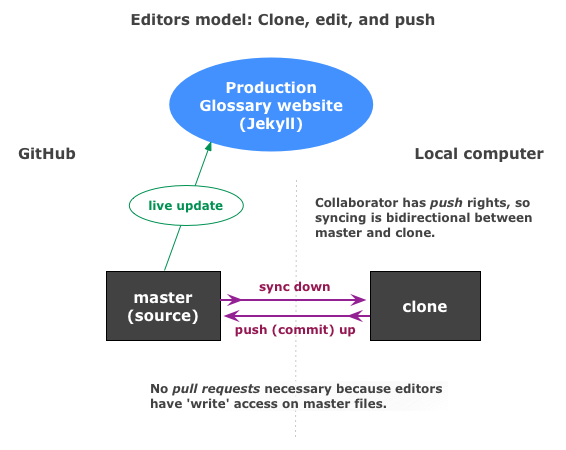 Editors model: Clone, edit, and push
Production
Glossary website
(Jekyll)
GitHub
Local computer
live update
Collaborator has push rights, so
syncing is bidirectional between
master and clone.
master
(source)
sync down
push (commit) up
clone
No pull requests necessary because editors
have 'write' access on master files.